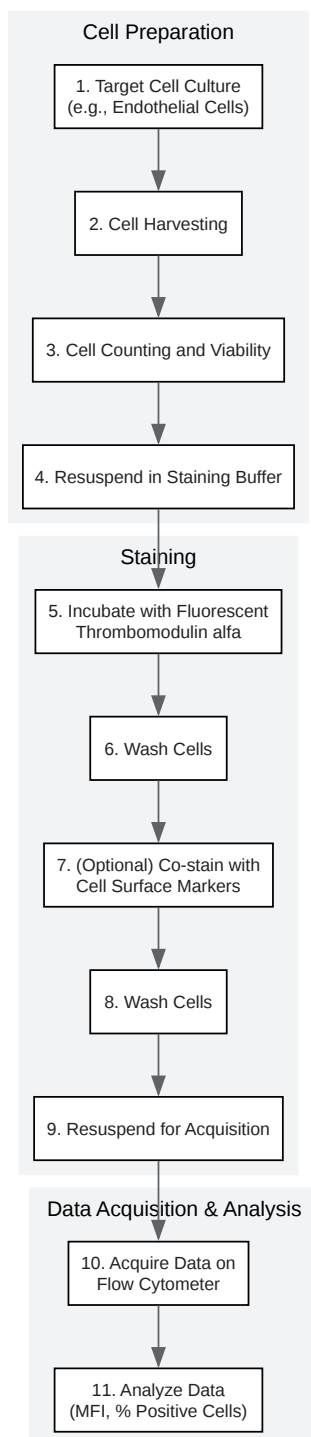 Cell Preparation
1. Target Cell Culture
(e.g., Endothelial Cells)
2. Cell Harvesting
3. Cell Counting and Viability
4. Resuspend in Staining Buffer
Staining
5. Incubate with Fluorescent
Thrombomodulin alfa
6. Wash Cells
7. (Optional) Co-stain with
Cell Surface Markers
8. Wash Cells
9. Resuspend for Acquisition
Data Acquisition & Analysis
10. Acquire Data on
Flow Cytometer
11. Analyze Data
(MFI, % Positive Cells)